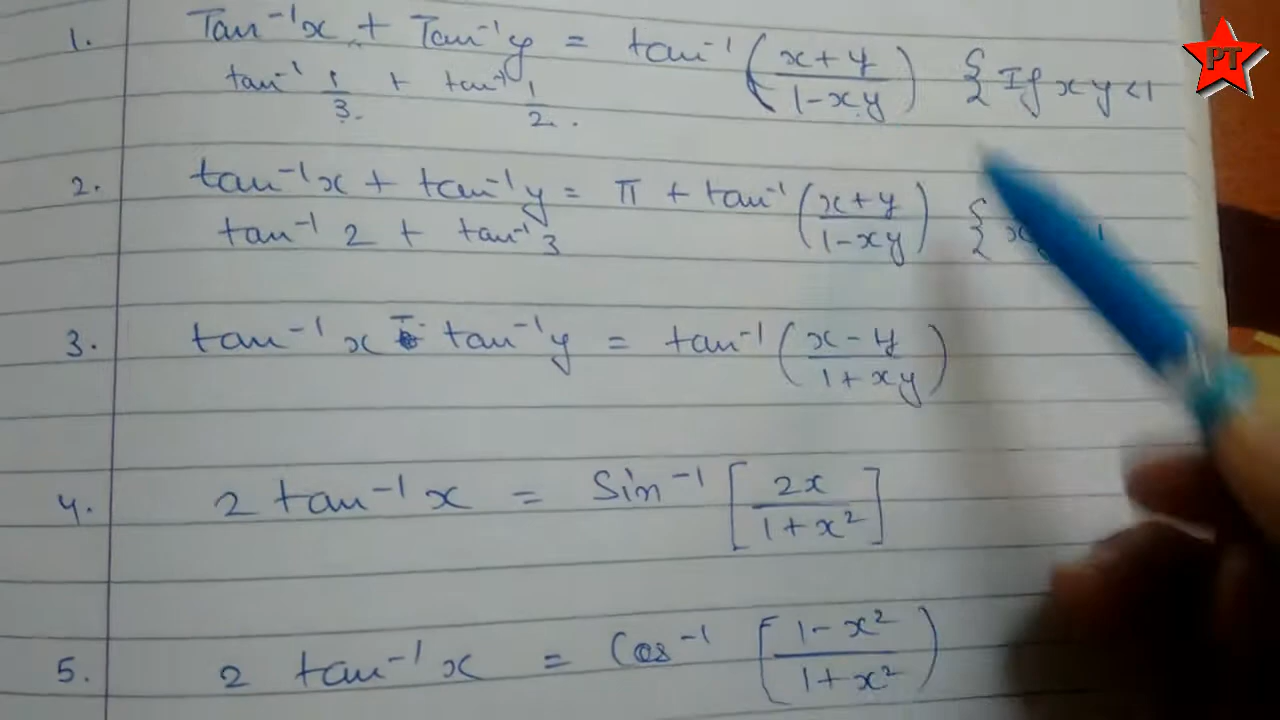 PT
1. Tan⁻¹x + Tan⁻¹y = tan⁻¹ ( x+y / 1-xy ) { If xy<1
tan⁻¹ 1/3. + tan⁻¹ 1/2.
2. tan⁻¹x + tan⁻¹y = π + tan⁻¹ ( x+y / 1-xy ) {
tan⁻¹ 2 + tan⁻¹ 3
3. tan⁻¹ x - tan⁻¹y = tan⁻¹ ( x-y / 1+xy )
4. 2 tan⁻¹ x = Sin⁻¹ [ 2x / 1+x² ]
5. 2 tan⁻¹ x = Cos⁻¹ [ 1-x² / 1+x² )